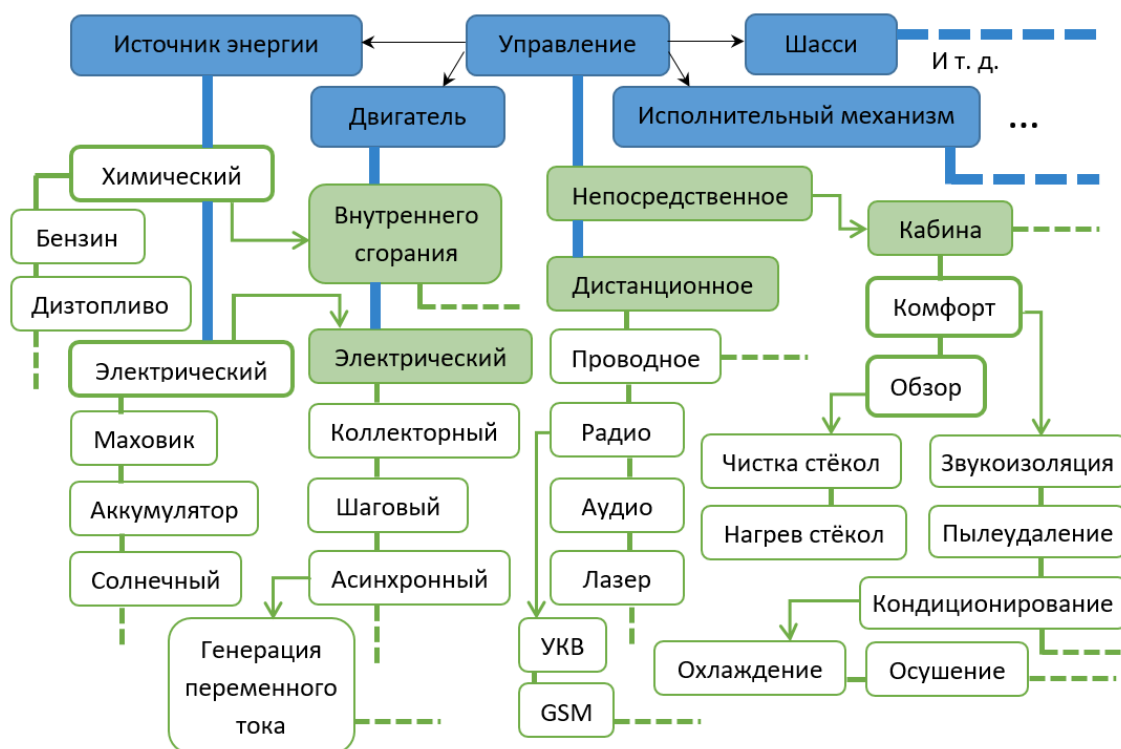 Источник энергии
Управление
Шасси
И т. д.
Двигатель
Исполнительный механизм
...
Химический
Бензин
Дизтопливо
Электрический
Маховик
Аккумулятор
Солнечный
Внутреннего
сгорания
Электрический
Коллекторный
Шаговый
Асинхронный
Генерация
переменного
тока
Непосредственное
Дистанционное
Проводное
Радио
Аудио
Лазер
УКВ
GSM
Кабина
Комфорт
Обзор
Чистка стёкол
Нагрев стёкол
Звукоизоляция
Пылеудаление
Кондиционирование
Охлаждение
Осушение